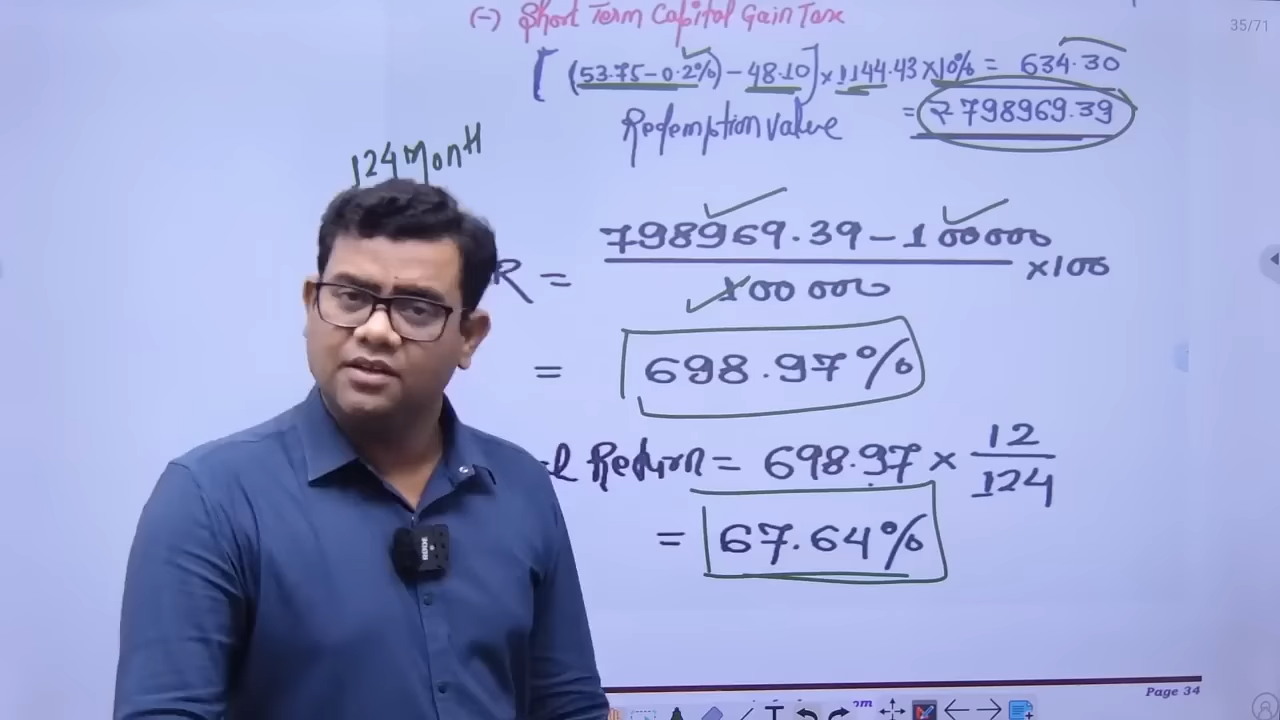 35/71
(-) Short Term Capital Gain Tax
[(53.75-0.2%)-48.10]×1144.43×10% = 634.30
Redemption Value = ₹798969.39
124 Month
R = 798969.39-100000
100000
×100
= 698.97%
l Return = 698.97 × 12
124
= 67.64%
Page 34